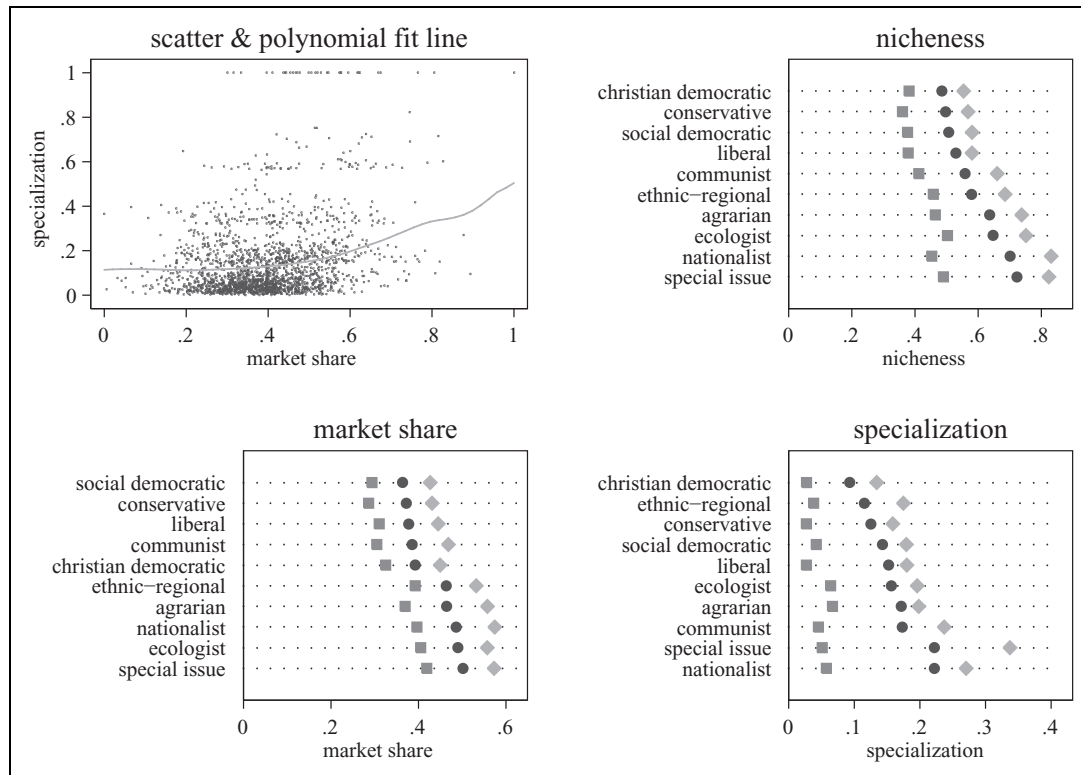 scatter & polynomial fit line
1
.8
.6
.4
.2
0
specialization
0 .2 .4 .6 .8 1
market share
nicheness
christian democratic
conservative
social democratic
liberal
communist
ethnic−regional
agrarian
ecologist
nationalist
special issue
0 .2 .4 .6 .8
nicheness
market share
social democratic
conservative
liberal
communist
christian democratic
ethnic−regional
agrarian
nationalist
ecologist
special issue
0 .2 .4 .6
market share
specialization
christian democratic
ethnic−regional
conservative
social democratic
liberal
ecologist
agrarian
communist
special issue
nationalist
0 .1 .2 .3 .4
specialization